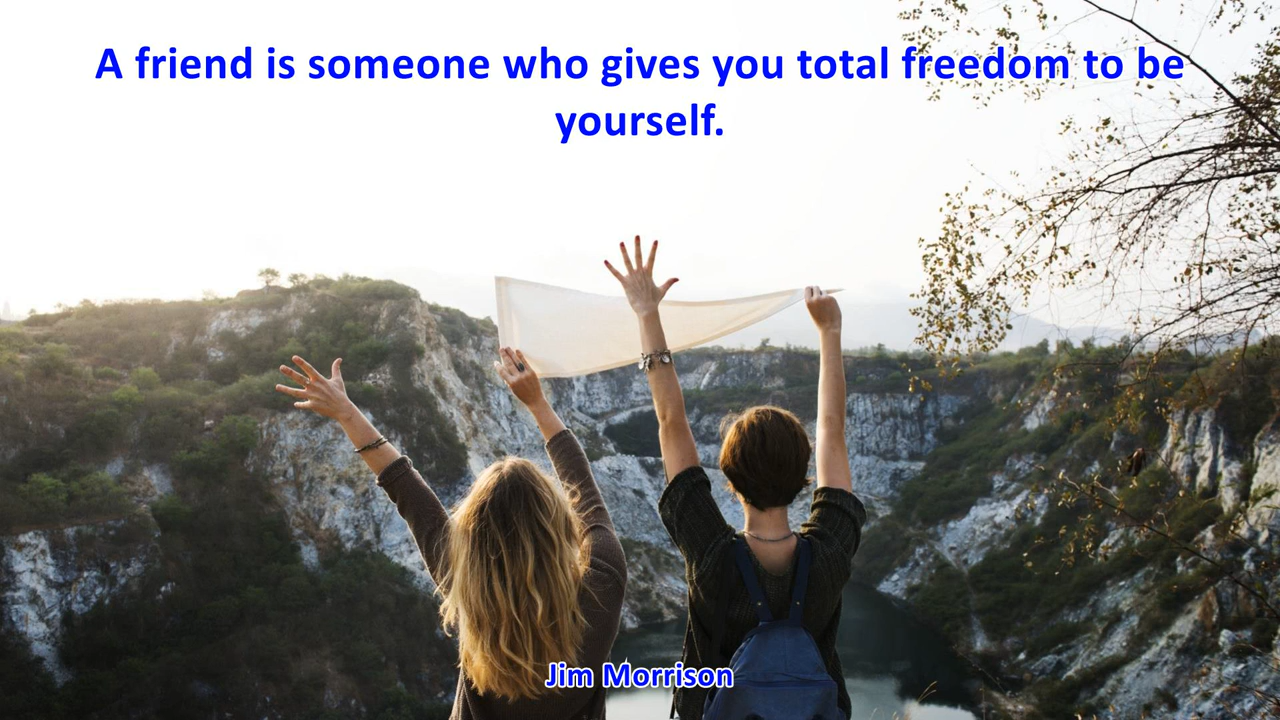 A friend is someone who gives you total freedom to be
yourself.
Jim Morrison